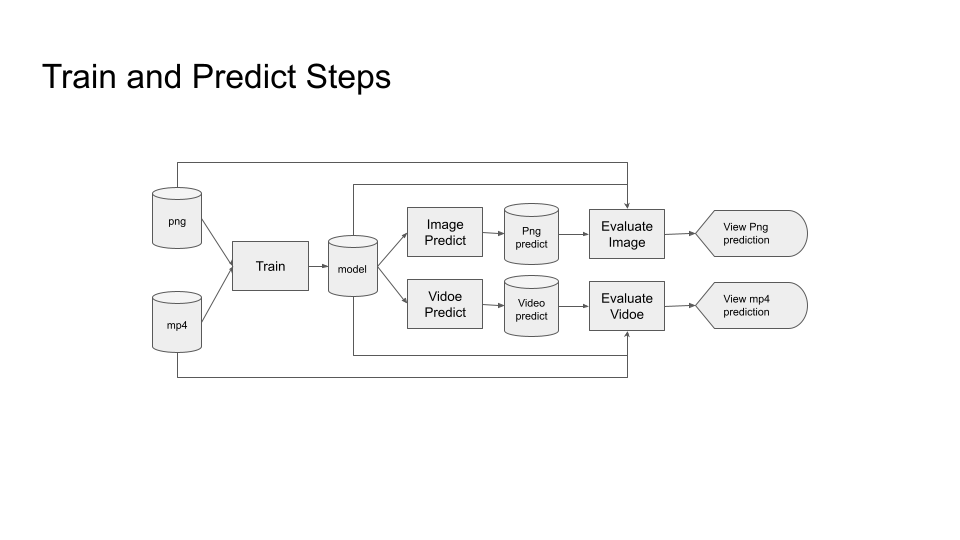 Train and Predict Steps
png
mp4
Train
model
Image
Predict
Png
predict
Evaluate
Image
View Png
prediction
Vidoe
Predict
Video
predict
Evaluate
Vidoe
View mp4
prediction